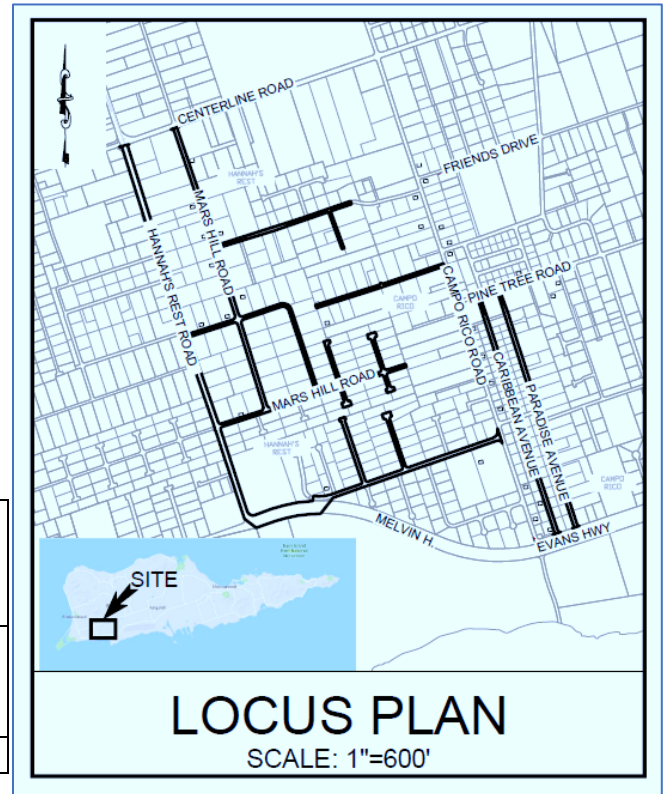 CENTERLINE ROAD
FRIENDS DRIVE
HANNAH'S
REST
MARS HILL ROAD
HANNAH'S REST ROAD
CAMPO RICO ROAD
PINE TREE ROAD
CAMPO
RICO
MARS HILL ROAD
CARIBBEAN AVENUE
PARADISE AVENUE
HANNAH'S
REST
CAMPO
RICO
MELVIN H.
EVANS HWY
SITE
LOCUS PLAN
SCALE: 1"=600'